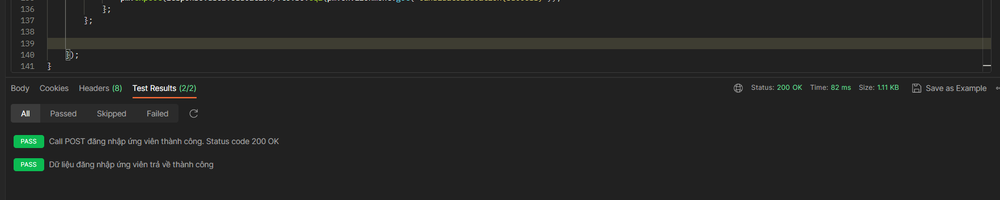 136 };
137 };
138
139
140 });
141 }
Body Cookies Headers (8) Test Results (2/2) Status: 200 OK Time: 82 ms Size: 1.11 KB Save as Example
All Passed Skipped Failed
PASS Call POST đăng nhập ứng viên thành công. Status code 200 OK
PASS Dữ liệu đăng nhập ứng viên trả về thành công